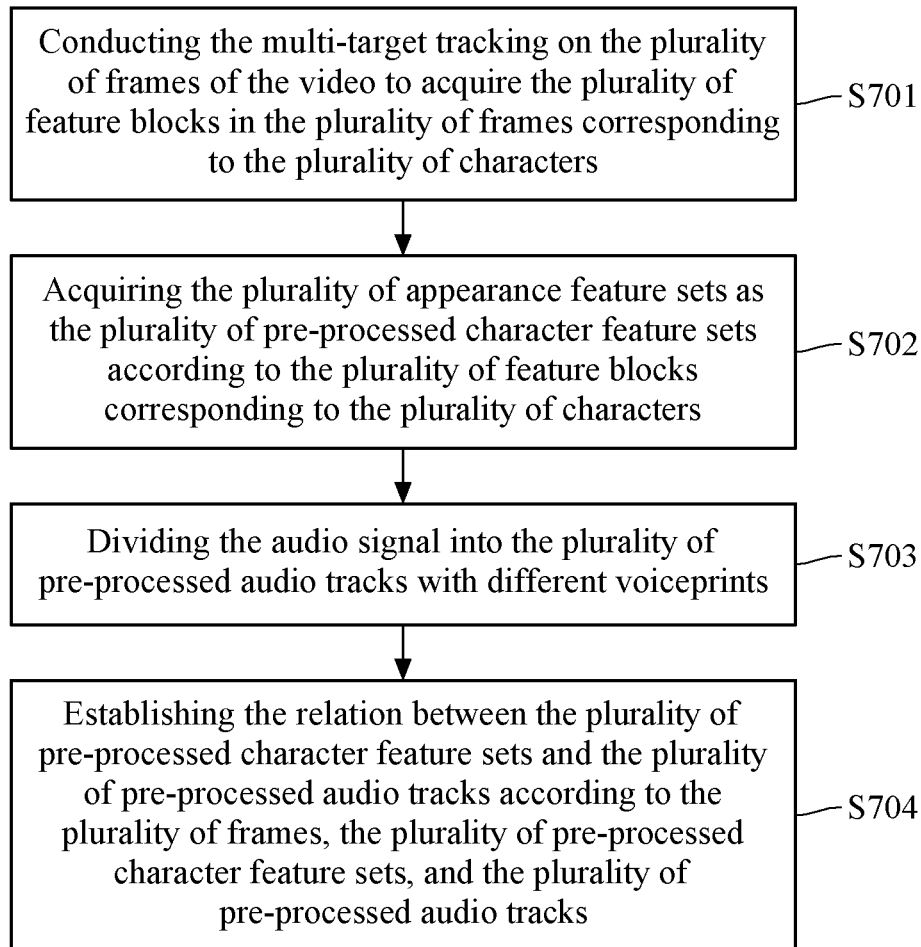 Conducting the multi-target tracking on the plurality
of frames of the video to acquire the plurality of
feature blocks in the plurality of frames corresponding
to the plurality of characters
S701
Acquiring the plurality of appearance feature sets as
the plurality of pre-processed character feature sets
according to the plurality of feature blocks
corresponding to the plurality of characters
S702
Dividing the audio signal into the plurality of
pre-processed audio tracks with different voiceprints
S703
Establishing the relation between the plurality of
pre-processed character feature sets and the plurality
of pre-processed audio tracks according to the
plurality of frames, the plurality of pre-processed
character feature sets, and the plurality of
pre-processed audio tracks
S704